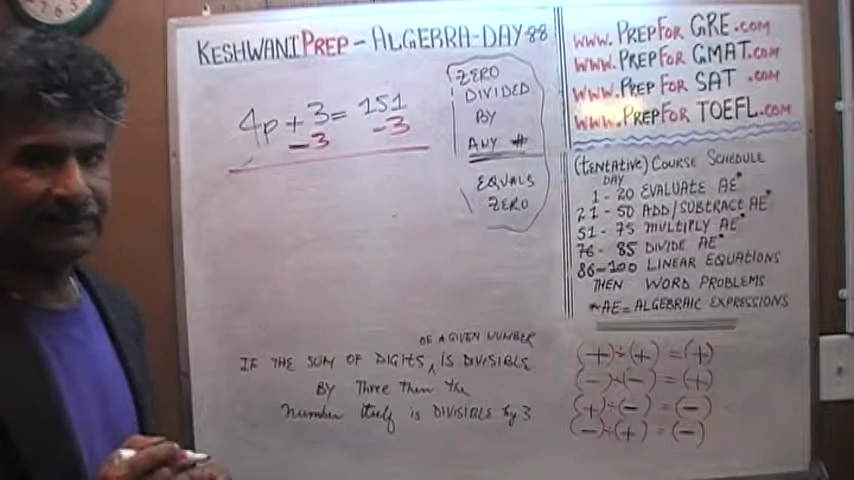 KESHWANIPREP - ALGEBRA-DAY 88
4p + 3 = 151
- 3 - 3
ZERO
DIVIDED
BY
ANY #
EQUALS
ZERO
OF A GIVEN NUMBER
IF THE SUM OF DIGITS ^ IS DIVISIBLE
BY Three then the
number itself is DIVISIBLE by 3
www.PREPFOR GRE.COM
www.PREPFOR GMAT.COM
www.PREP FOR SAT .COM
www.PREPFOR TOEFL.COM
(TENTATIVE) COURSE SCHEDULE
DAY
1 - 20 EVALUATE AE*
21 - 50 ADD/SUBTRACT AE*
51 - 75 MULTIPLY AE*
76 - 85 DIVIDE AE*
86-100 LINEAR EQUATIONS
THEN WORD PROBLEMS
*AE = ALGEBRAIC EXPRESSIONS
(+)÷(+) = (+)
(-)÷(-) = (+)
(+)÷(-) = (-)
(-)÷(+) = (-)